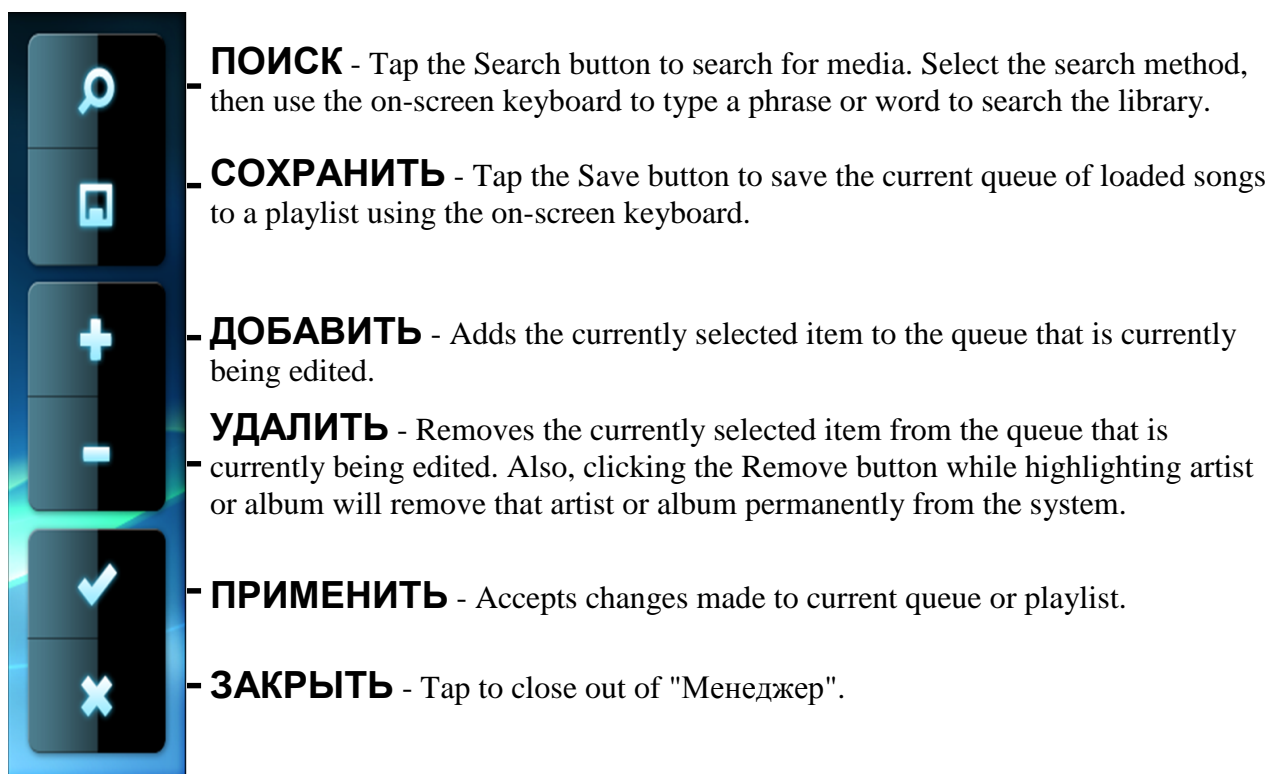 ПОИСК - Tap the Search button to search for media. Select the search method,
then use the on-screen keyboard to type a phrase or word to search the library.
СОХРАНИТЬ - Tap the Save button to save the current queue of loaded songs
to a playlist using the on-screen keyboard.
ДОБАВИТЬ - Adds the currently selected item to the queue that is currently
being edited.
УДАЛИТЬ - Removes the currently selected item from the queue that is
currently being edited. Also, clicking the Remove button while highlighting artist
or album will remove that artist or album permanently from the system.
ПРИМЕНИТЬ - Accepts changes made to current queue or playlist.
ЗАКРЫТЬ - Tap to close out of "Менеджер".